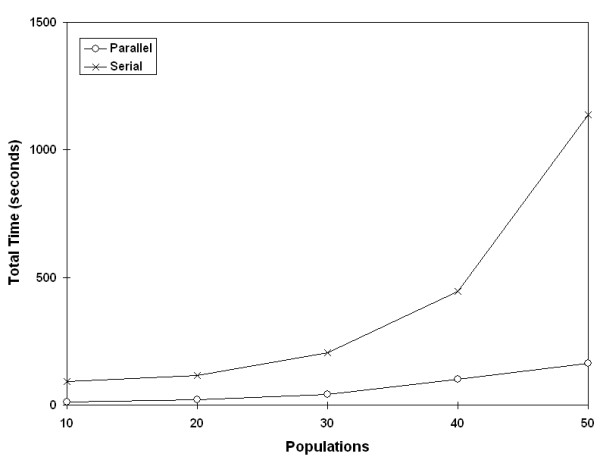 1500
Parallel
Serial
1000
Total Time (seconds)
500
0
10 20 30 40 50
Populations